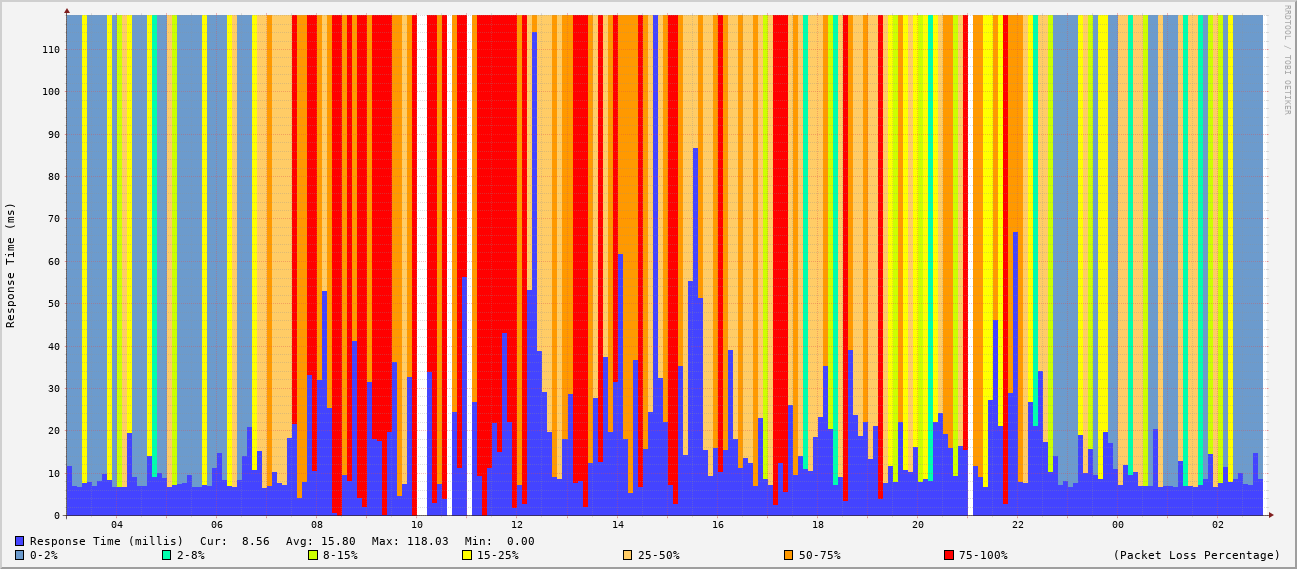 RRDTOOL / TOBI OETIKER
Response Time (ms)
110
100
90
80
70
60
50
40
30
20
10
0
04 06 08 10 12 14 16 18 20 22 00 02
Response Time (millis) Cur: 8.56 Avg: 15.80 Max: 118.03 Min: 0.00
0-2% 2-8% 8-15% 15-25% 25-50% 50-75% 75-100% (Packet Loss Percentage)